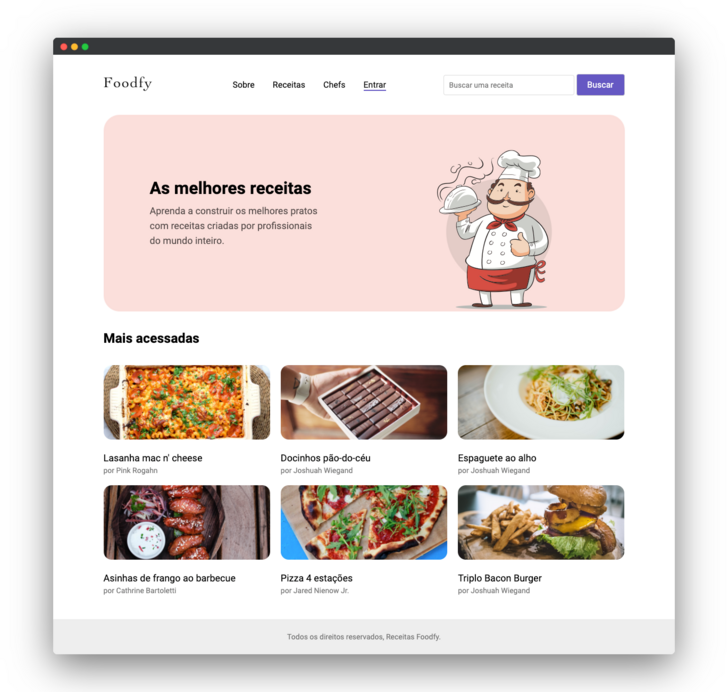 Foodfy
Sobre
Receitas
Chefs
Entrar
Buscar uma receita
Buscar
As melhores receitas
Aprenda a construir os melhores pratos
com receitas criadas por profissionais
do mundo inteiro.
Mais acessadas
Lasanha mac n' cheese
por Pink Rogahn
Docinhos pão-do-céu
por Joshuah Wiegand
Espaguete ao alho
por Joshuah Wiegand
Asinhas de frango ao barbecue
por Cathrine Bartoletti
Pizza 4 estações
por Jared Nienow Jr.
Triplo Bacon Burger
por Joshuah Wiegand
Todos os direitos reservados, Receitas Foodfy.